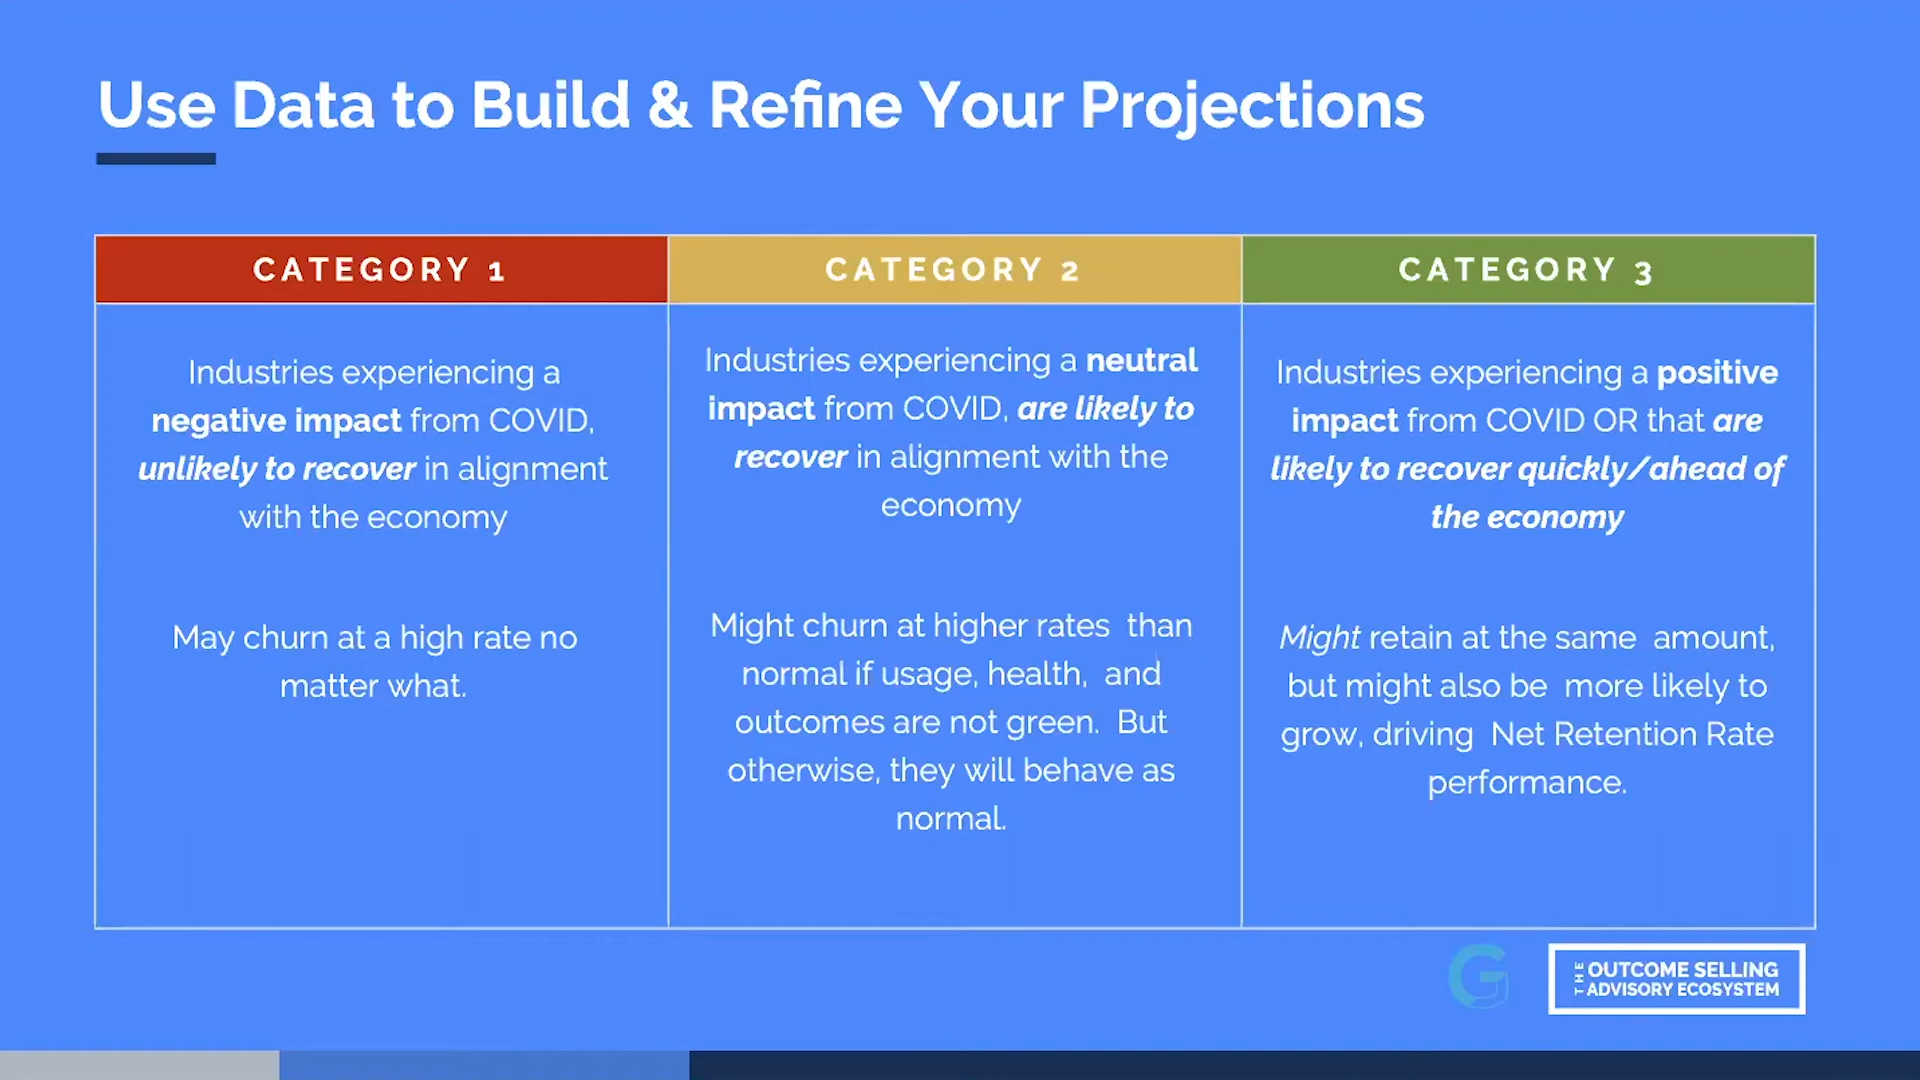 Use Data to Build & Refine Your Projections
CATEGORY 1
Industries experiencing a
negative impact from COVID,
unlikely to recover in alignment
with the economy
May churn at a high rate no
matter what.
CATEGORY 2
Industries experiencing a neutral
impact from COVID, are likely to
recover in alignment with the
economy
Might churn at higher rates than
normal if usage, health, and
outcomes are not green. But
otherwise, they will behave as
normal.
CATEGORY 3
Industries experiencing a positive
impact from COVID OR that are
likely to recover quickly/ahead of
the economy
Might retain at the same amount,
but might also be more likely to
grow, driving Net Retention Rate
performance.
G
THE
OUTCOME SELLING
ADVISORY ECOSYSTEM